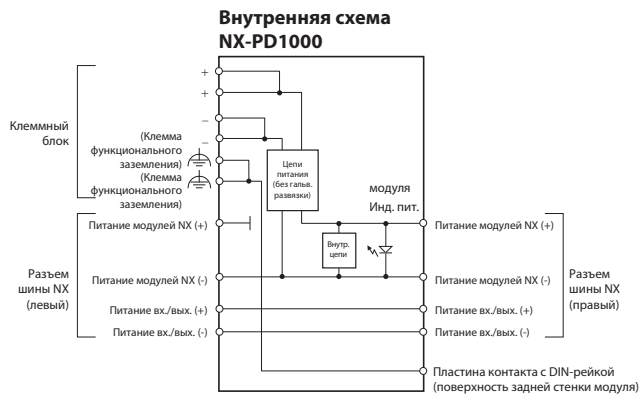 Внутренняя схема
NX-PD1000
+
+
–
–
Клеммный
блок
(Клемма
функционального
заземления)
(Клемма
функционального
заземления)
Цепи
питания
(без гальв.
развязки)
модуля
Инд. пит.
Внутр.
цепи
Питание модулей NX (+)
Питание модулей NX (-)
Питание вх./вых. (+)
Питание вх./вых. (-)
Разъем
шины NX
(левый)
Питание модулей NX (+)
Питание модулей NX (-)
Питание вх./вых. (+)
Питание вх./вых. (-)
Разъем
шины NX
(правый)
Пластина контакта с DIN-рейкой
(поверхность задней стенки модуля)